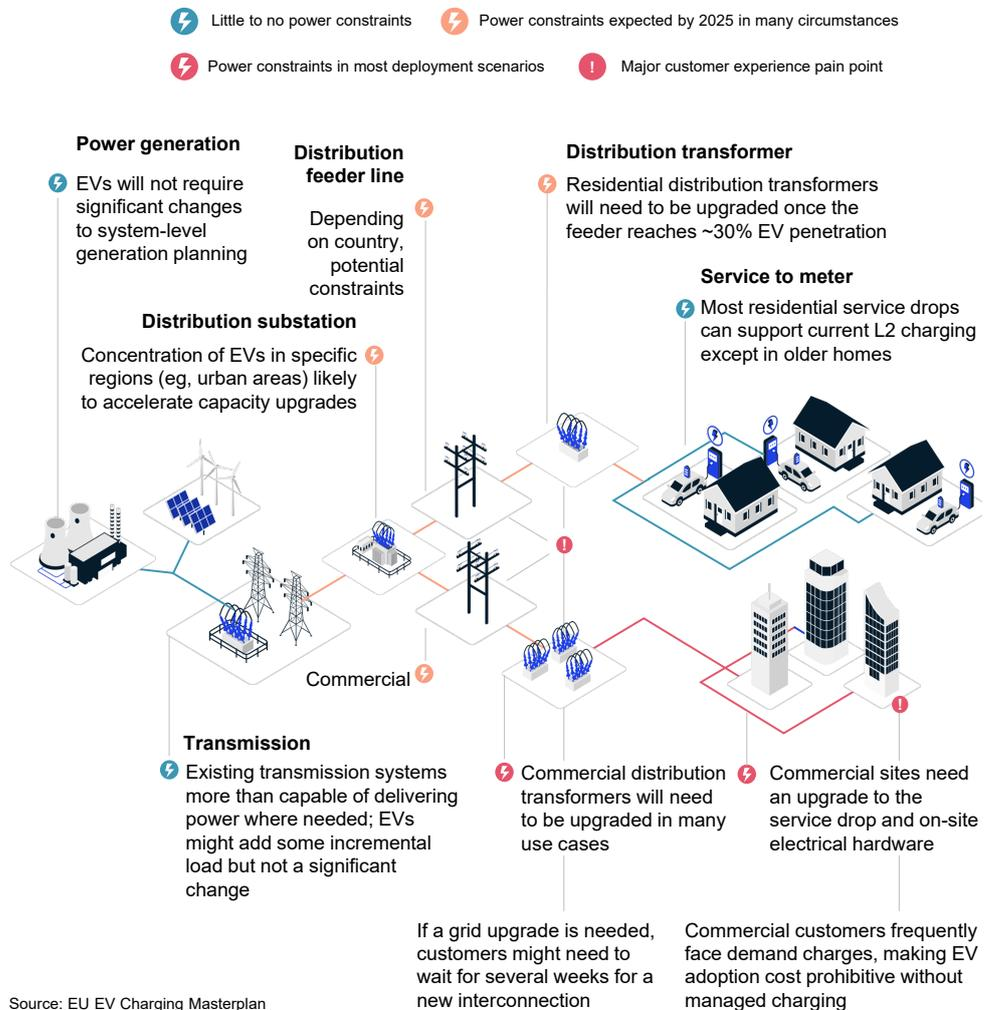 Little to no power constraints
Power constraints expected by 2025 in many circumstances
Power constraints in most deployment scenarios
! Major customer experience pain point
Power generation
EVs will not require
significant changes
to system-level
generation planning
Distribution
feeder line
Depending
on country,
potential
constraints
Distribution transformer
Residential distribution transformers
will need to be upgraded once the
feeder reaches ~30% EV penetration
Service to meter
Most residential service drops
can support current L2 charging
except in older homes
Distribution substation
Concentration of EVs in specific
regions (eg, urban areas) likely
to accelerate capacity upgrades
!
Commercial
!
Transmission
Existing transmission systems
more than capable of delivering
power where needed; EVs
might add some incremental
load but not a significant
change
Commercial distribution
transformers will need
to be upgraded in many
use cases
Commercial sites need
an upgrade to the
service drop and on-site
electrical hardware
If a grid upgrade is needed,
customers might need to
wait for several weeks for a
new interconnection
Commercial customers frequently
face demand charges, making EV
adoption cost prohibitive without
managed charging
Source: EU EV Charging Masterplan